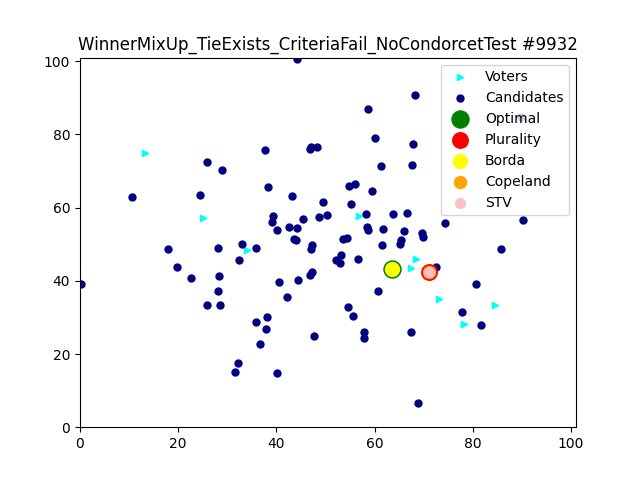 WinnerMixUp_TieExists_CriteriaFail_NoCondorcetTest #9932
100
80
60
40
20
0
0 20 40 60 80 100
Voters
Candidates
Optimal
Plurality
Borda
Copeland
STV